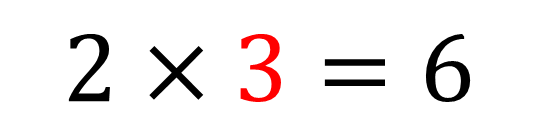 2 × 3 = 6